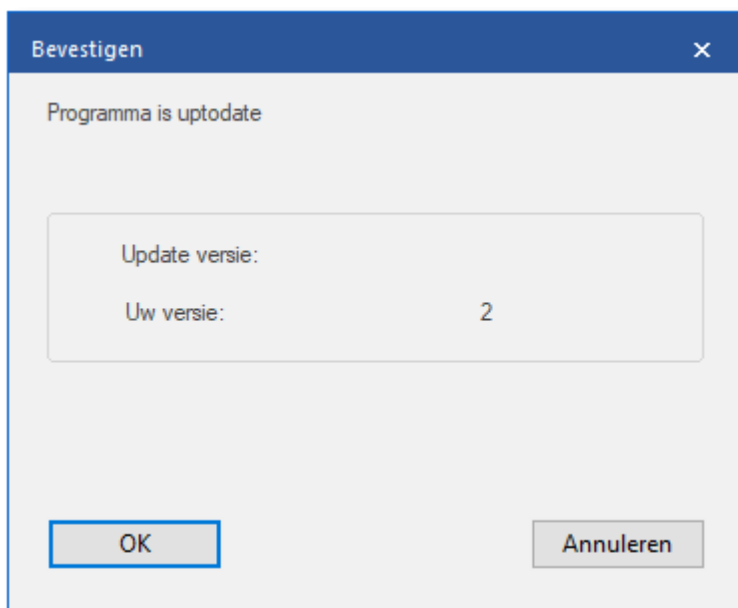 Bevestigen
Programma is uptodate
Update versie:
Uw versie: 2
OK Annuleren